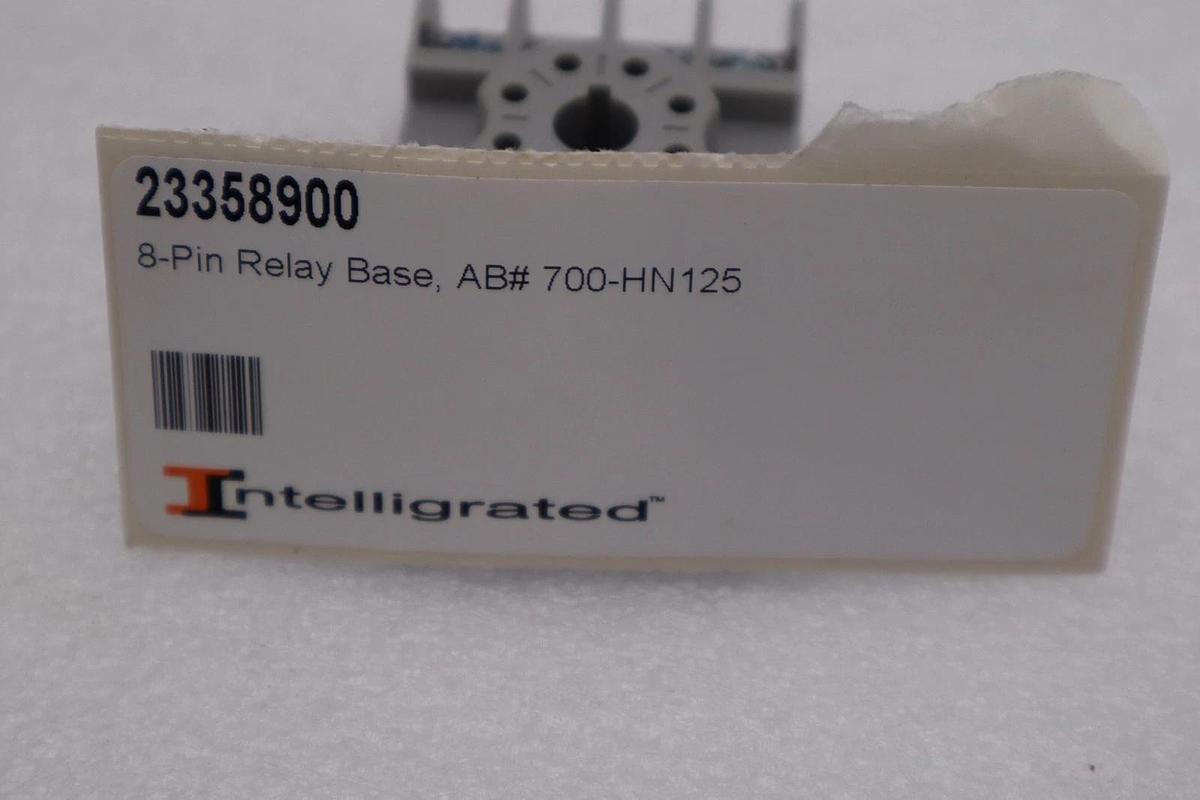 23358900
8-Pin Relay Base, AB# 700-HN125
Intelligrated™